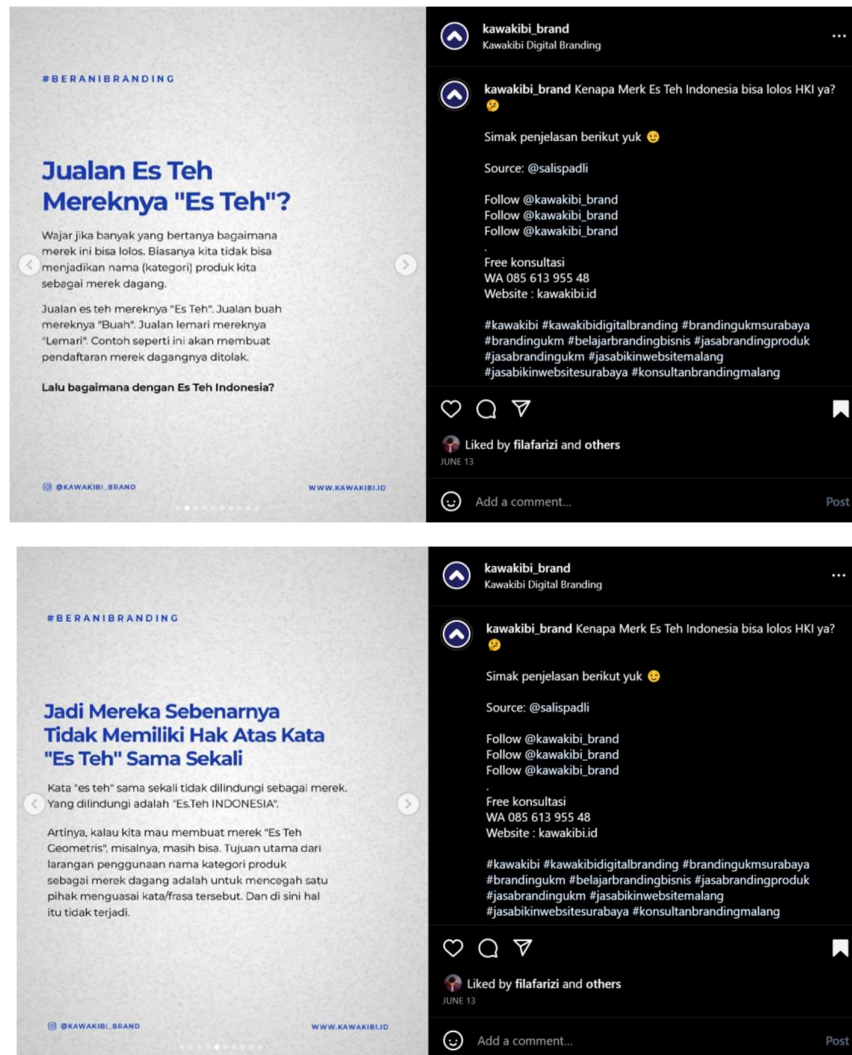 #BERANIBRANDING
Jualan Es Teh
Mereknya "Es Teh"?
Wajar jika banyak yang bertanya bagaimana
merek ini bisa lolos. Biasanya kita tidak bisa
menjadikan nama (kategori) produk kita
sebagai merek dagang.
Jualan es teh mereknya "Es Teh". Jualan buah
mereknya "Buah". Jualan lemari mereknya
"Lemari". Contoh seperti ini akan membuat
pendaftaran merek dagangnya ditolak.
Lalu bagaimana dengan Es Teh Indonesia?
@KAWAKIBI_BRAND
WWW.KAWAKIBI.ID
kawakibi_brand
Kawakibi Digital Branding
kawakibi_brand Kenapa Merk Es Teh Indonesia bisa lolos HKI ya?
Simak penjelasan berikut yuk
Source: @salispadli
Follow @kawakibi_brand
Follow @kawakibi_brand
Follow @kawakibi_brand
.
Free konsultasi
WA 085 613 955 48
Website : kawakibi.id
#kawakibi #kawakibidigitalbranding #brandingukmsurabaya
#brandingukm #belajarbrandingbisnis #jasabrandingproduk
#jasabrandingukm #jasabikinwebsitemalang
#jasabikinwebsitesurabaya #konsultanbrandingmalang
Liked by filafarizi and others
JUNE 13
Add a comment...
Post
#BERANIBRANDING
Jadi Mereka Sebenarnya
Tidak Memiliki Hak Atas Kata
"Es Teh" Sama Sekali
Kata "es teh" sama sekali tidak dilindungi sebagai merek.
Yang dilindungi adalah "Es.Teh INDONESIA".
Artinya, kalau kita mau membuat merek "Es Teh
Geometris", misalnya, masih bisa. Tujuan utama dari
larangan penggunaan nama kategori produk
sebagai merek dagang adalah untuk mencegah satu
pihak menguasai kata/frasa tersebut. Dan di sini hal
itu tidak terjadi.
@KAWAKIBI_BRAND
WWW.KAWAKIBI.ID
kawakibi_brand
Kawakibi Digital Branding
kawakibi_brand Kenapa Merk Es Teh Indonesia bisa lolos HKI ya?
Simak penjelasan berikut yuk
Source: @salispadli
Follow @kawakibi_brand
Follow @kawakibi_brand
Follow @kawakibi_brand
.
Free konsultasi
WA 085 613 955 48
Website : kawakibi.id
#kawakibi #kawakibidigitalbranding #brandingukmsurabaya
#brandingukm #belajarbrandingbisnis #jasabrandingproduk
#jasabrandingukm #jasabikinwebsitemalang
#jasabikinwebsitesurabaya #konsultanbrandingmalang
Liked by filafarizi and others
JUNE 13
Add a comment...
Post